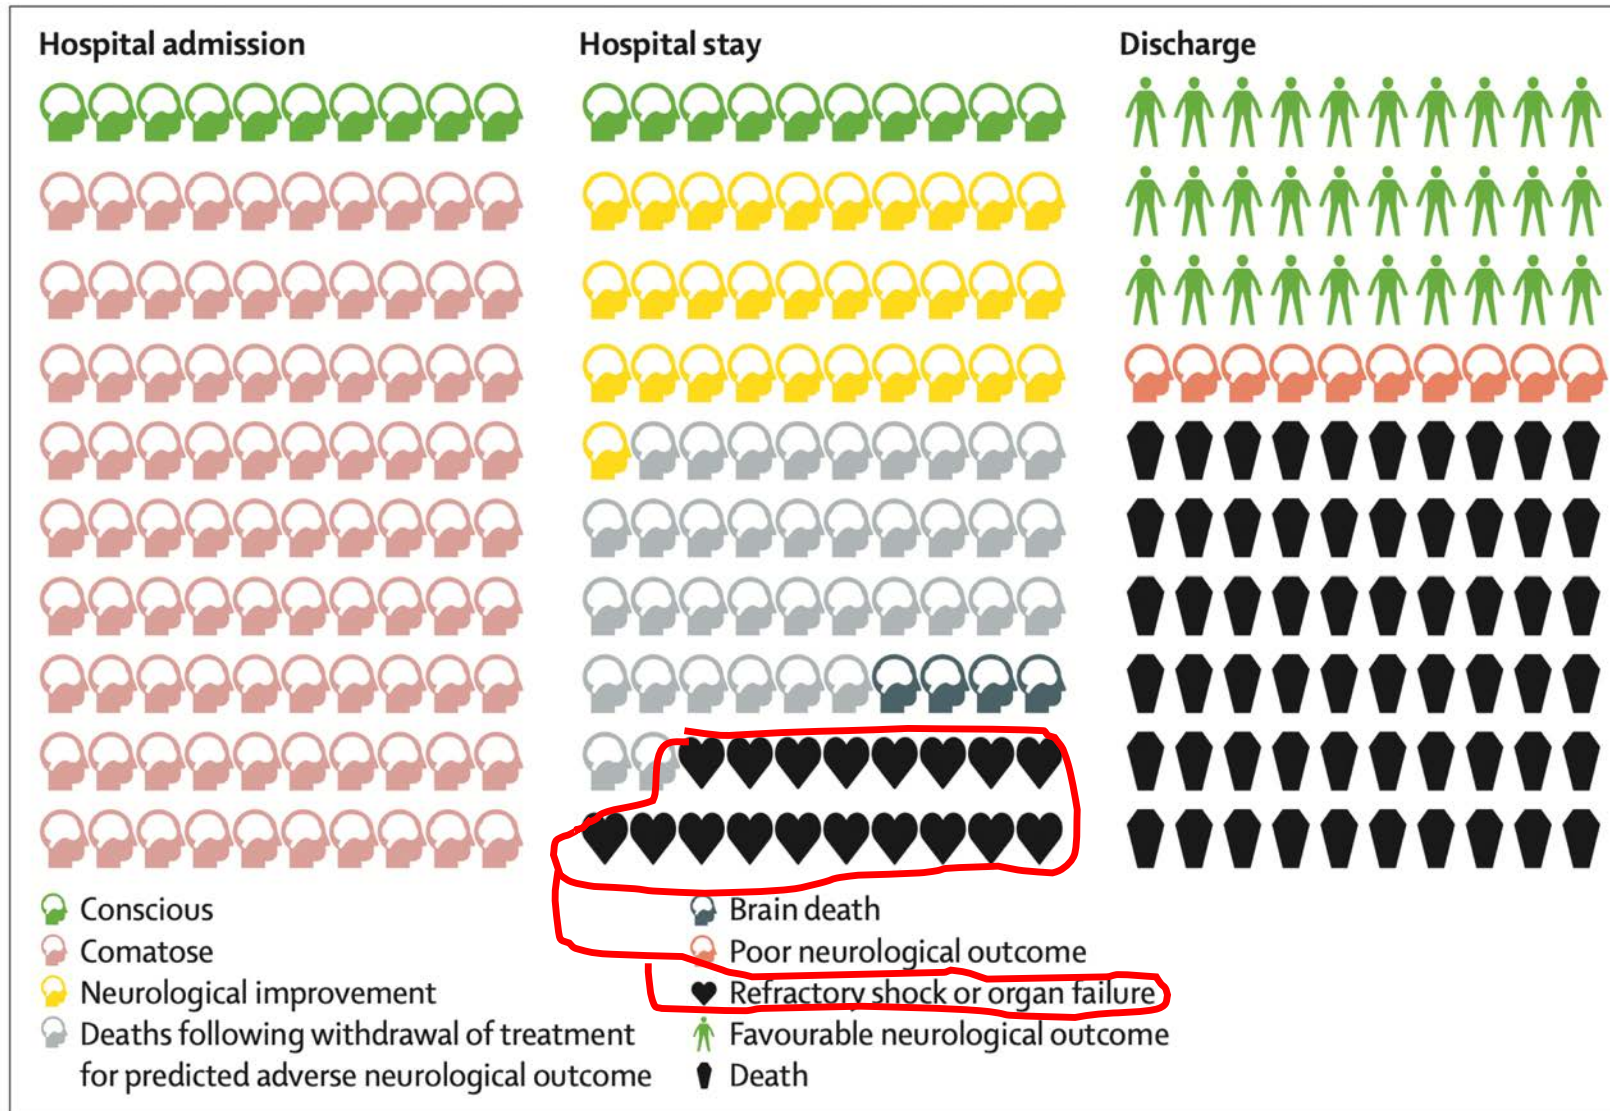 Hospital admission
Hospital stay
Discharge
Conscious
Comatose
Neurological improvement
Deaths following withdrawal of treatment
for predicted adverse neurological outcome
Brain death
Poor neurological outcome
Refractory shock or organ failure
Favourable neurological outcome
Death